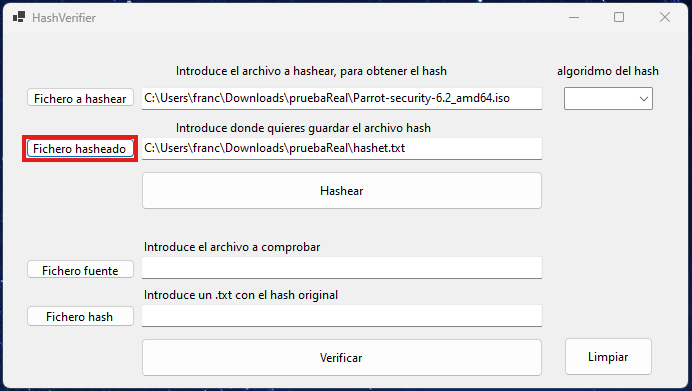 HashVerifier
Introduce el archivo a hashear, para obtener el hash
algoridmo del hash
Fichero a hashear
C:\Users\franc\Downloads\pruebaReal\Parrot-security-6.2_amd64.iso
Introduce donde quieres guardar el archivo hash
Fichero hasheado
C:\Users\franc\Downloads\pruebaReal\hashet.txt
Hashear
Introduce el archivo a comprobar
Fichero fuente
Introduce un .txt con el hash original
Fichero hash
Verificar
Limpiar